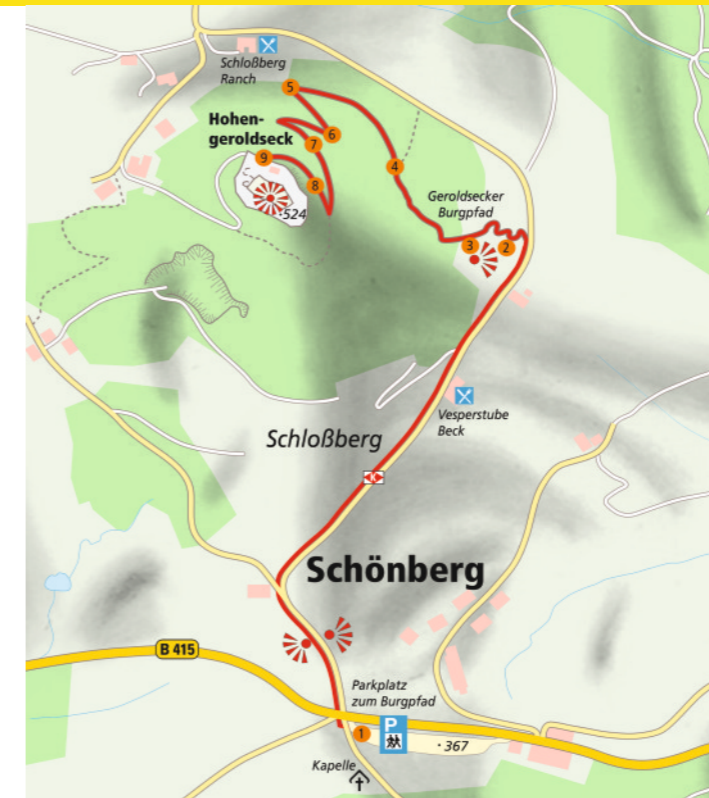 Schloßberg
Ranch
5
Hohen-
geroldseck
6
7
9
4
8
Geroldsecker
Burgpfad
·524
3
2
Vesperstube
Beck
Schloßberg
Schönberg
B 415
Parkplatz
zum Burgpfad
P
1
·367
Kapelle